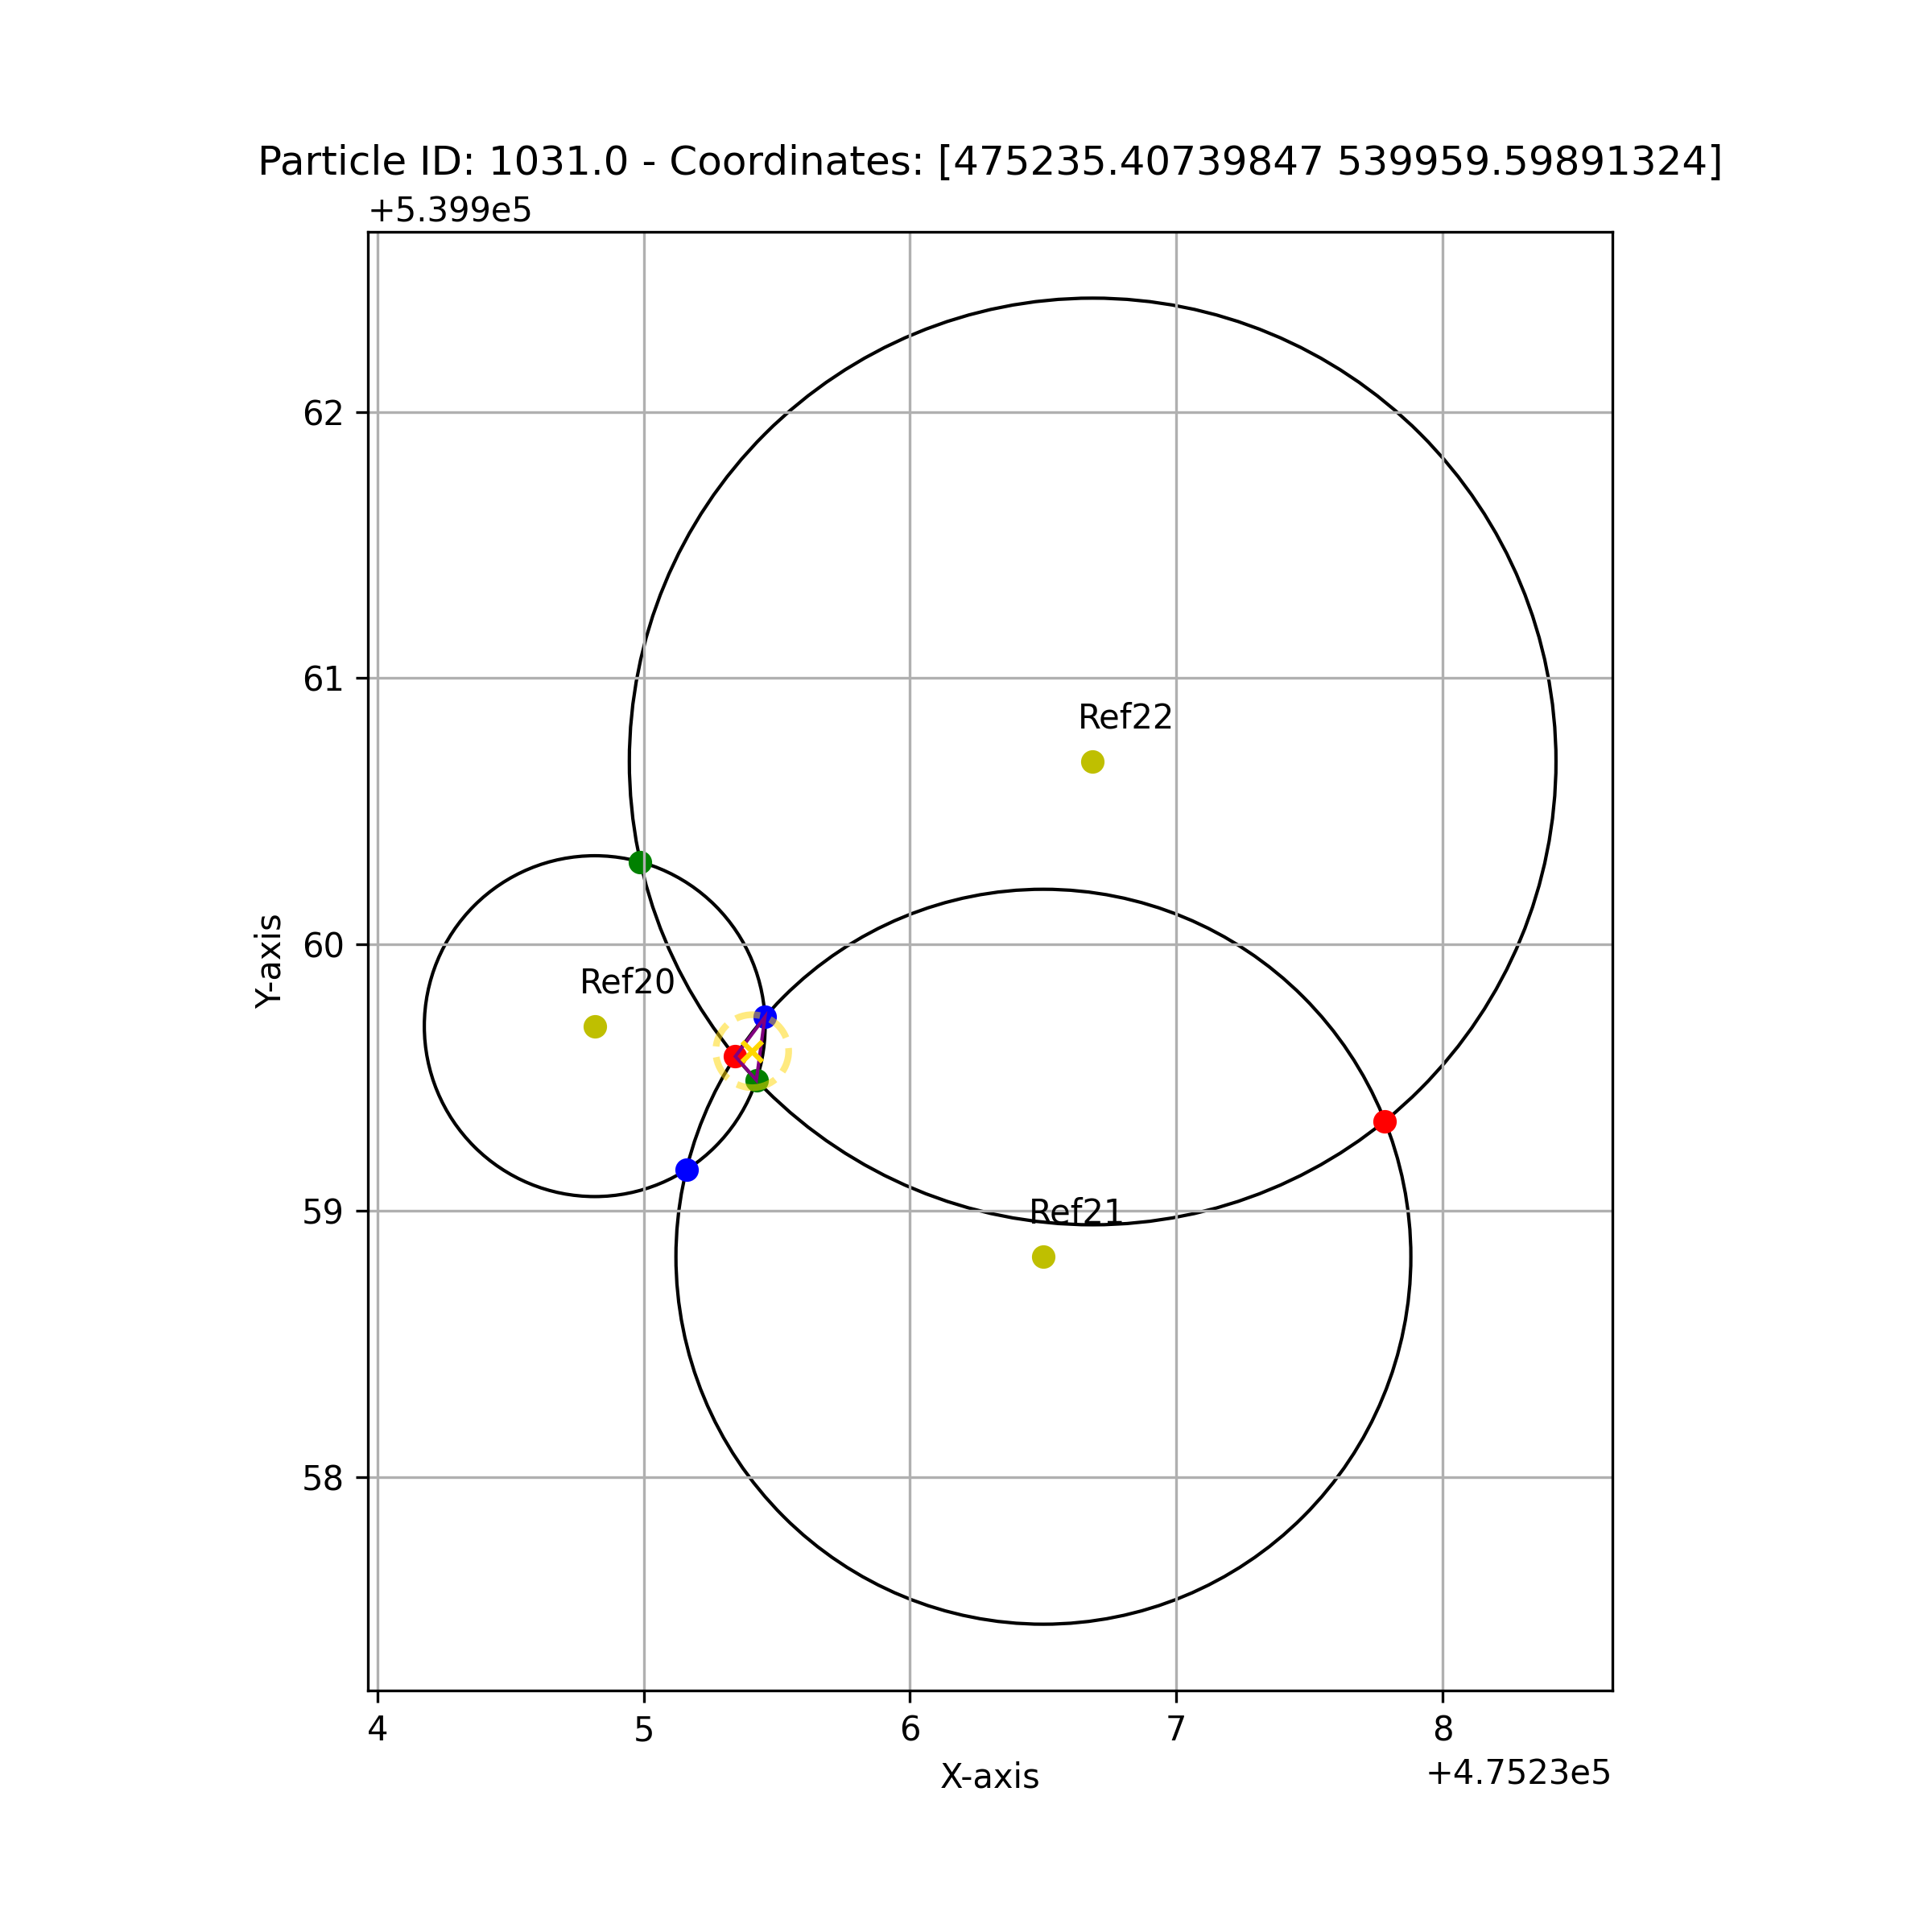 Particle ID: 1031.0 - Coordinates: [475235.40739847 539959.59891324]
+5.399e5
62
61
Ref22
60
Ref20
Y-axis
59
Ref21
58
4 5 6 7 8
X-axis
+4.7523e5